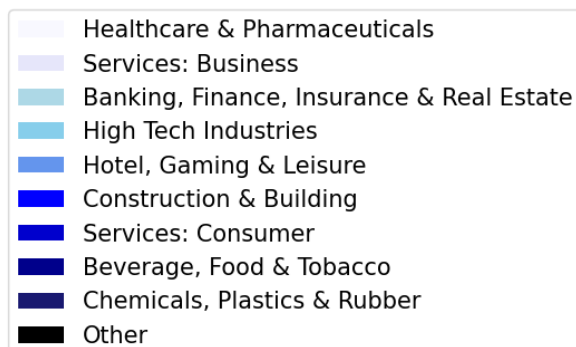 Healthcare & Pharmaceuticals
Services: Business
Banking, Finance, Insurance & Real Estate
High Tech Industries
Hotel, Gaming & Leisure
Construction & Building
Services: Consumer
Beverage, Food & Tobacco
Chemicals, Plastics & Rubber
Other